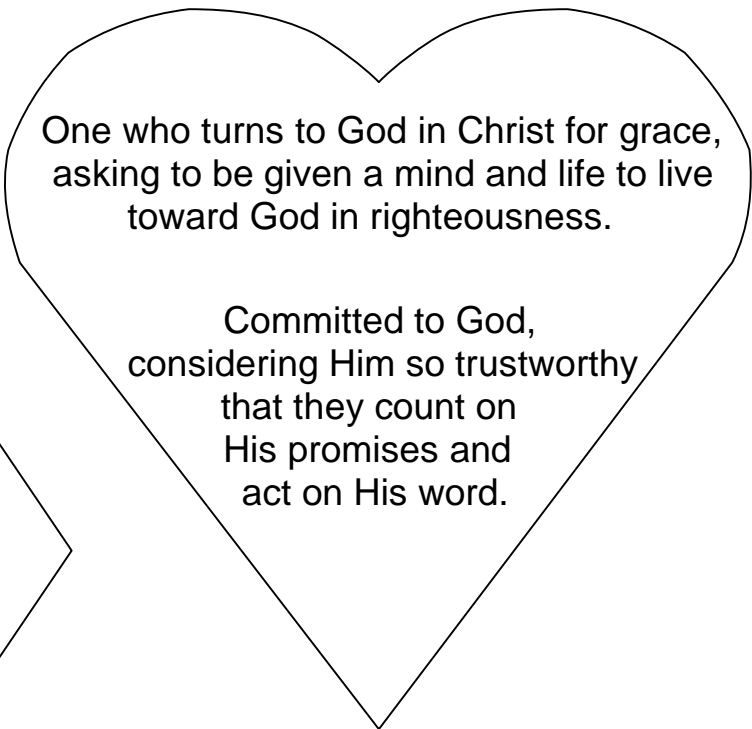 One who turns to God in Christ for grace,
asking to be given a mind and life to live
toward God in righteousness.
Committed to God,
considering Him so trustworthy
that they count on
His promises and
act on His word.